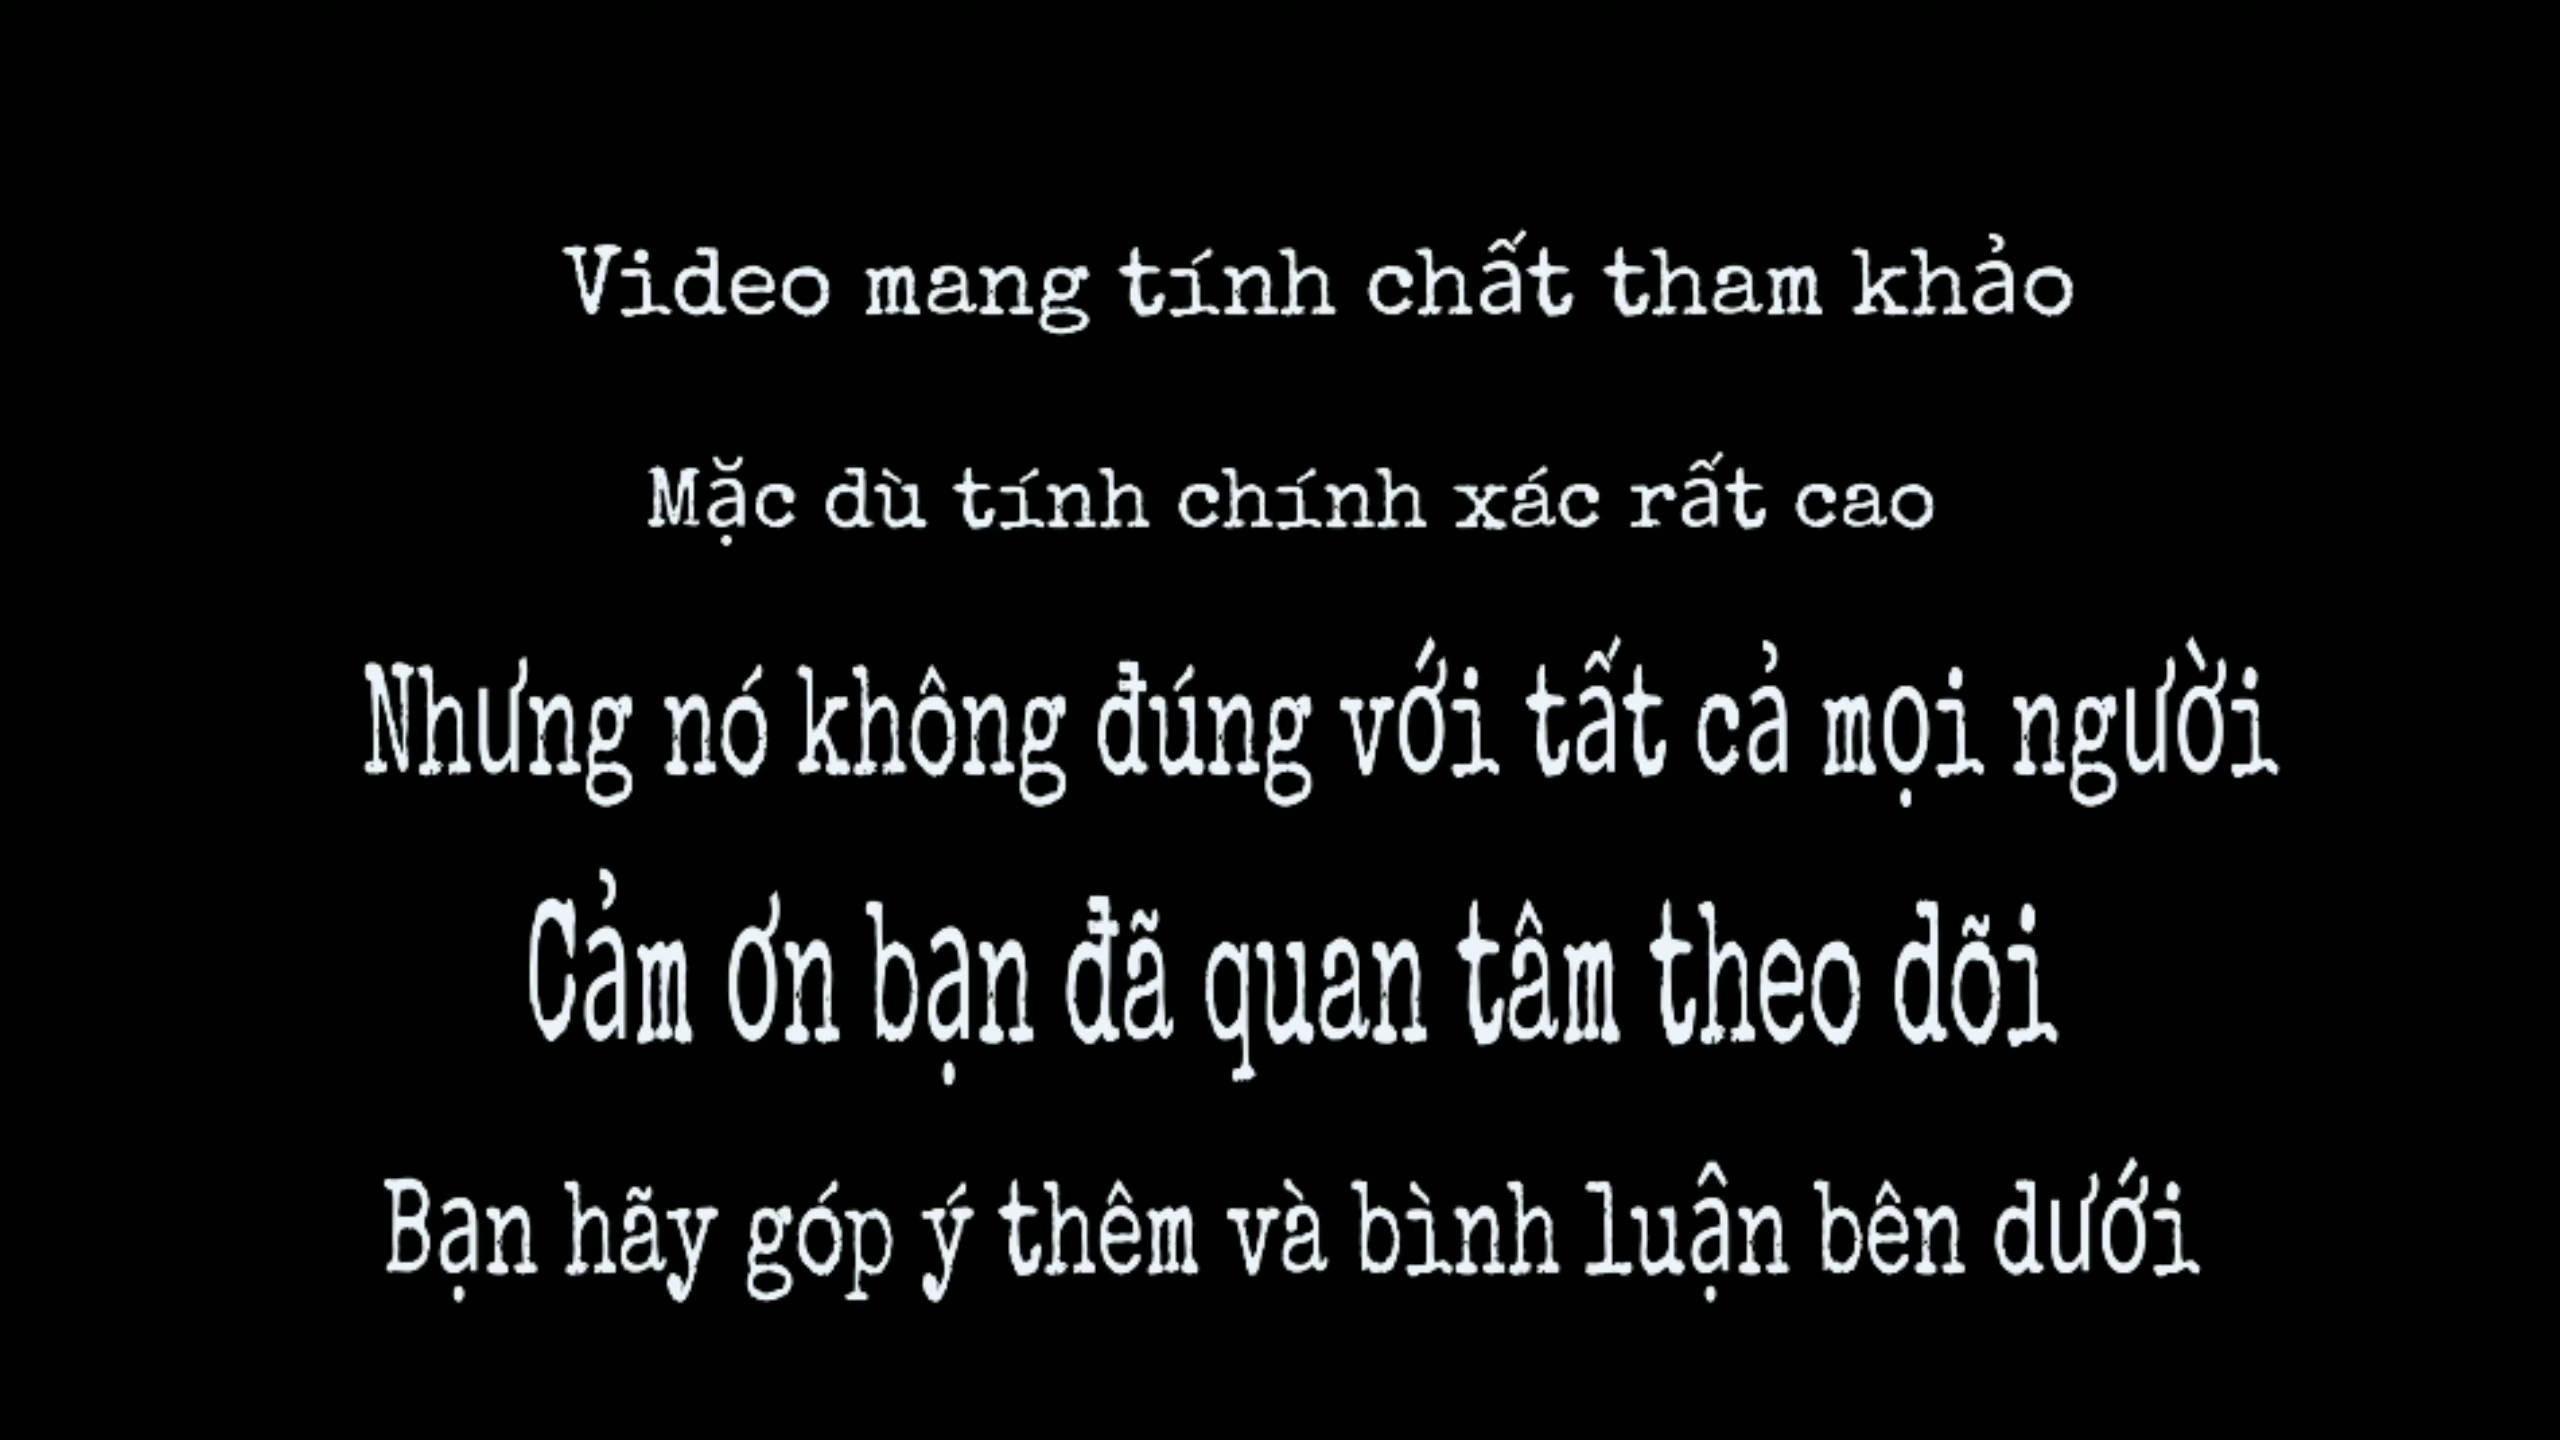 Video mang tính chất tham khảo
Mặc dù tính chính xác rất cao
Nhưng nó không đúng với tất cả mọi người
Cảm ơn bạn đã quan tâm theo dõi
Bạn hãy góp ý thêm và bình luận bên dưới